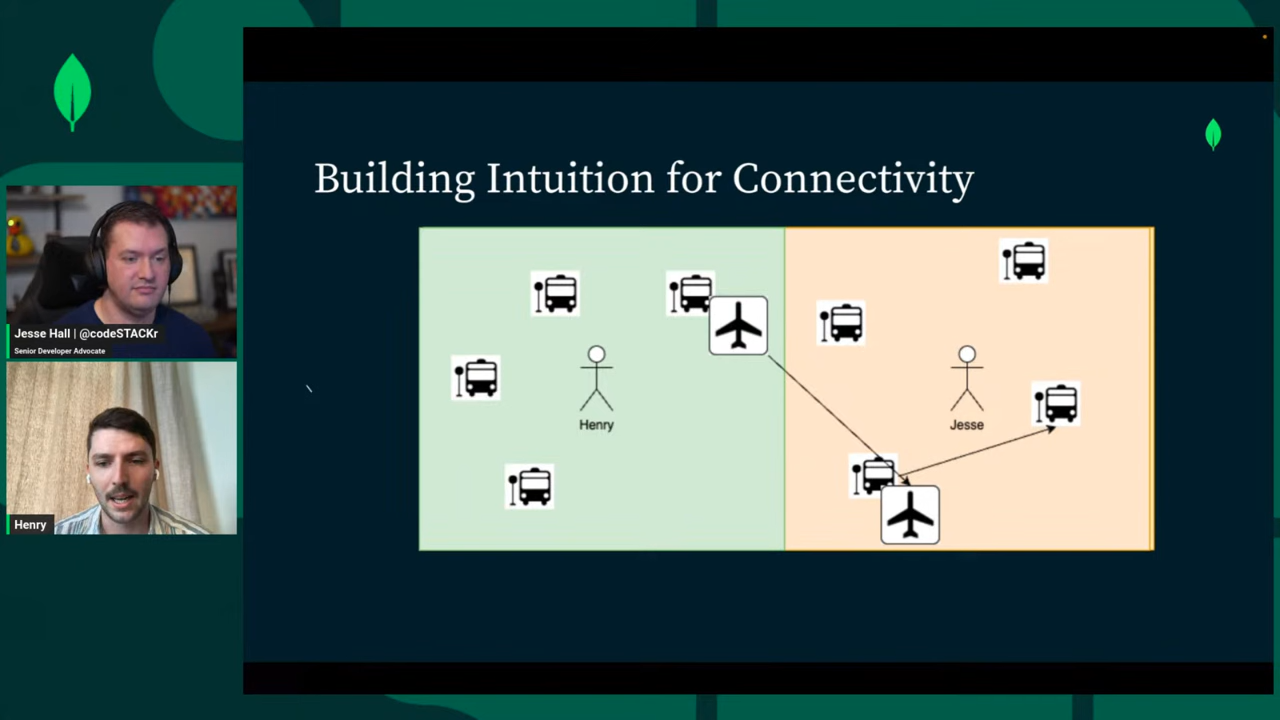 Building Intuition for Connectivity
Henry
Jesse
Jesse Hall | @codeSTACKr
Senior Developer Advocate
Henry